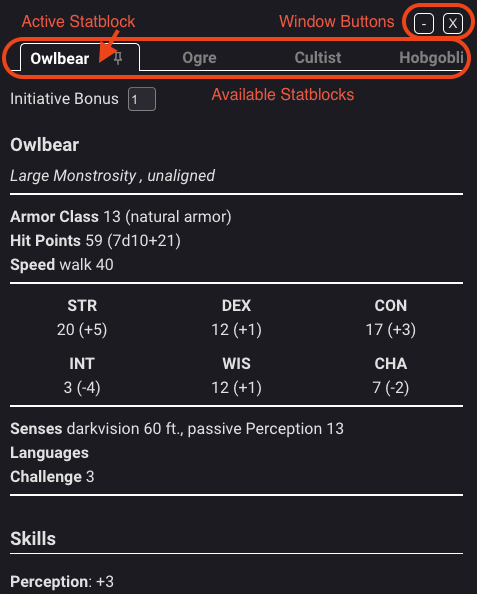 Active Statblock Window Buttons - X
Owlbear Ogre Cultist Hobgobli
Initiative Bonus 1 Available Statblocks
Owlbear
Large Monstrosity , unaligned
Armor Class 13 (natural armor)
Hit Points 59 (7d10+21)
Speed walk 40
STR DEX CON
20 (+5) 12 (+1) 17 (+3)
INT WIS CHA
3 (-4) 12 (+1) 7 (-2)
Senses darkvision 60 ft., passive Perception 13
Languages
Challenge 3
Skills
Perception: +3